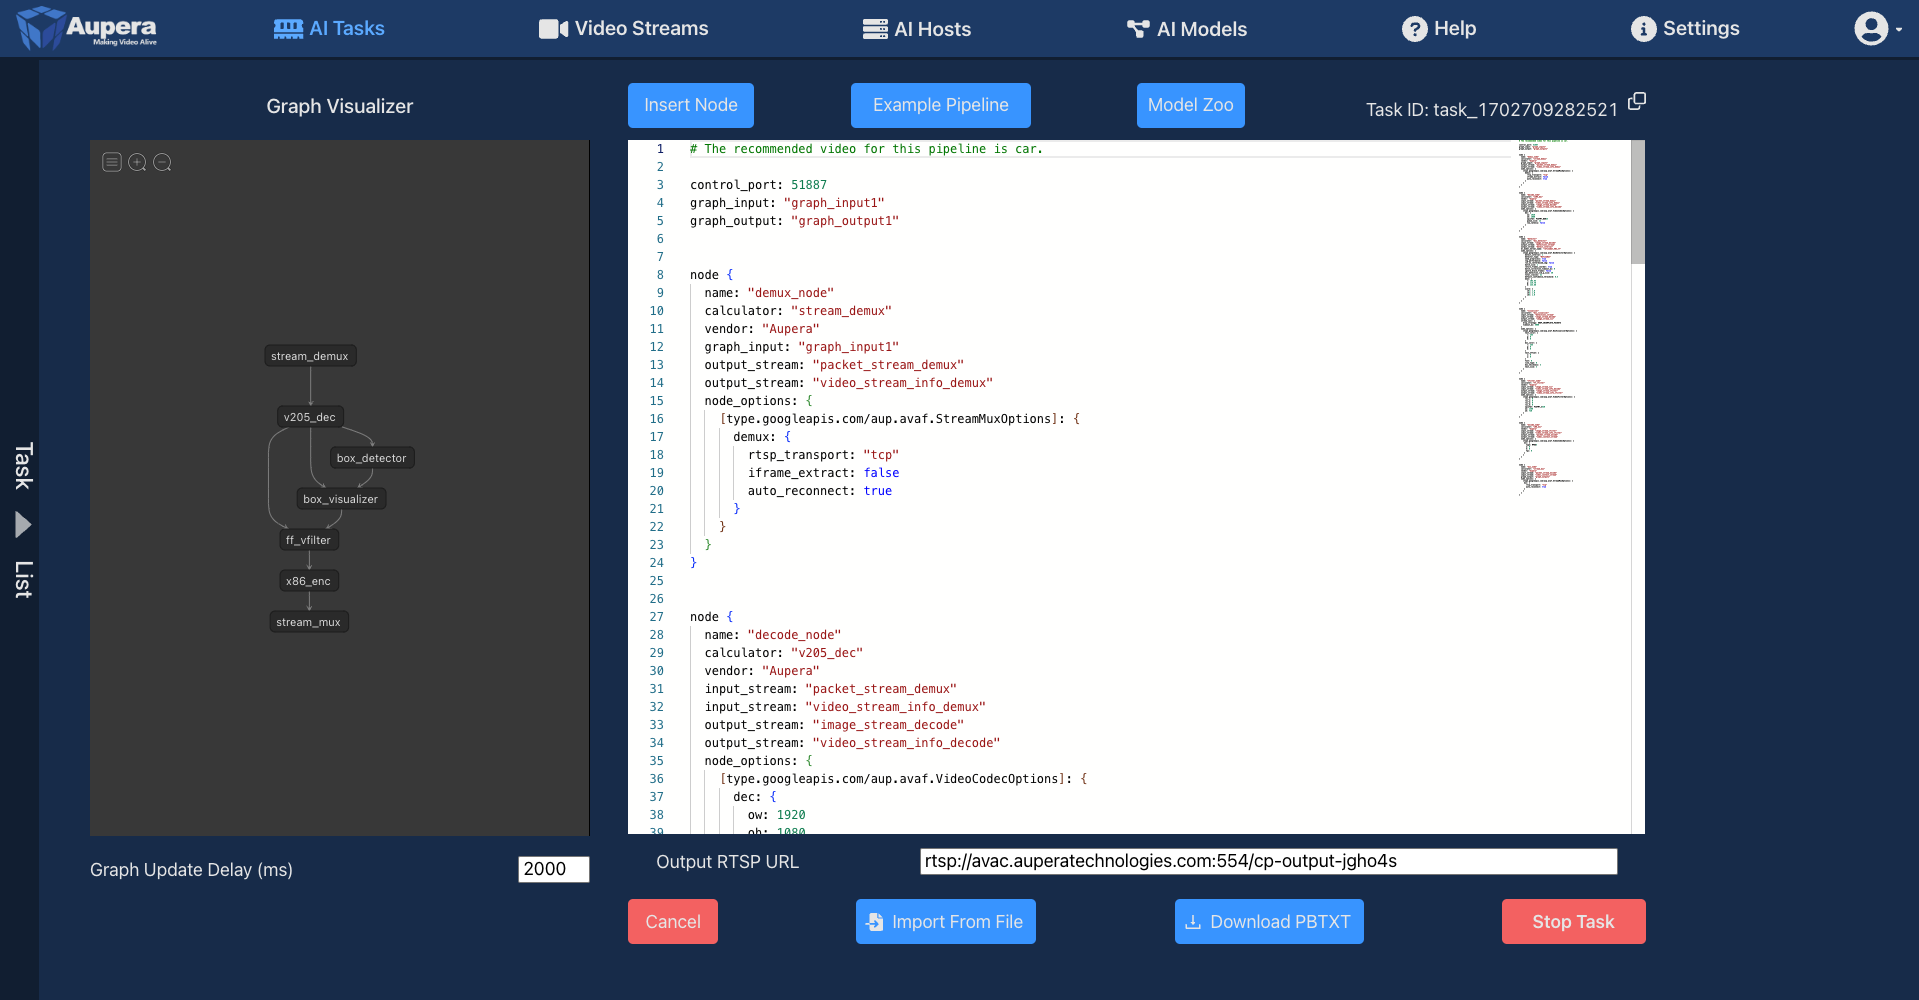 Aupera
Making Video Alive
AI Tasks
Video Streams
AI Hosts
AI Models
Help
Settings
Task
List
Graph Visualizer
Insert Node
Example Pipeline
Model Zoo
Task ID: task_1702709282521
stream_demux
v205_dec
box_detector
box_visualizer
ff_vfilter
x86_enc
stream_mux
1 # The recommended video for this pipeline is car.
2
3 control_port: 51887
4 graph_input: "graph_input1"
5 graph_output: "graph_output1"
6
7
8 node {
9 name: "demux_node"
10 calculator: "stream_demux"
11 vendor: "Aupera"
12 graph_input: "graph_input1"
13 output_stream: "packet_stream_demux"
14 output_stream: "video_stream_info_demux"
15 node_options: {
16 [type.googleapis.com/aup.avaf.StreamMuxOptions]: {
17 demux: {
18 rtsp_transport: "tcp"
19 iframe_extract: false
20 auto_reconnect: true
21 }
22 }
23 }
24 }
25
26
27 node {
28 name: "decode_node"
29 calculator: "v205_dec"
30 vendor: "Aupera"
31 input_stream: "packet_stream_demux"
32 input_stream: "video_stream_info_demux"
33 output_stream: "image_stream_decode"
34 output_stream: "video_stream_info_decode"
35 node_options: {
36 [type.googleapis.com/aup.avaf.VideoCodecOptions]: {
37 dec: {
38 ow: 1920
39 oh: 1080
Graph Update Delay (ms)
2000
Output RTSP URL
rtsp://avac.auperatechnologies.com:554/cp-output-jgho4s
Cancel
Import From File
Download PBTXT
Stop Task